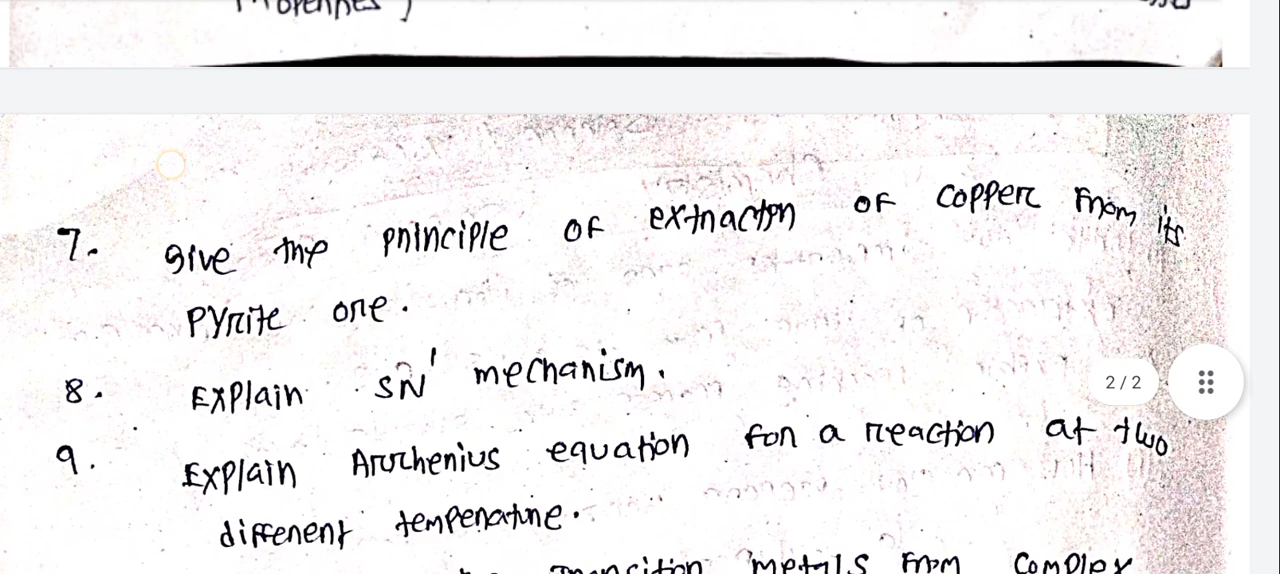 7. give the principle of extraction of copper from its
Pyrite ore.
8. Explain SN' mechanism.
2 / 2
9. Explain Arrhenius equation for a reaction at two
different temperature.
transition metals from complex